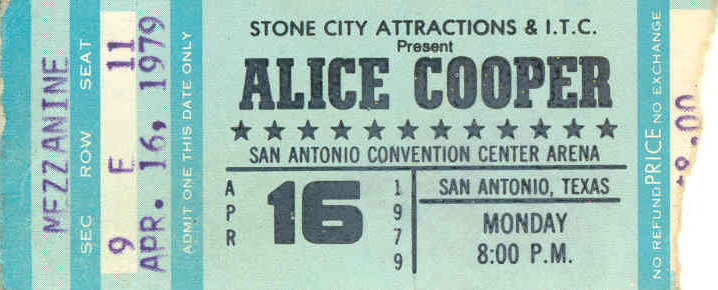 MEZZANINE
SEC ROW SEAT
9 E 11
APR. 16, 1979
ADMIT ONE THIS DATE ONLY
STONE CITY ATTRACTIONS & I.T.C.
Present
ALICE COOPER
SAN ANTONIO CONVENTION CENTER ARENA
APR 16 1979
SAN ANTONIO, TEXAS
MONDAY
8:00 P.M.
NO REFUND PRICE NO EXCHANGE
8.00